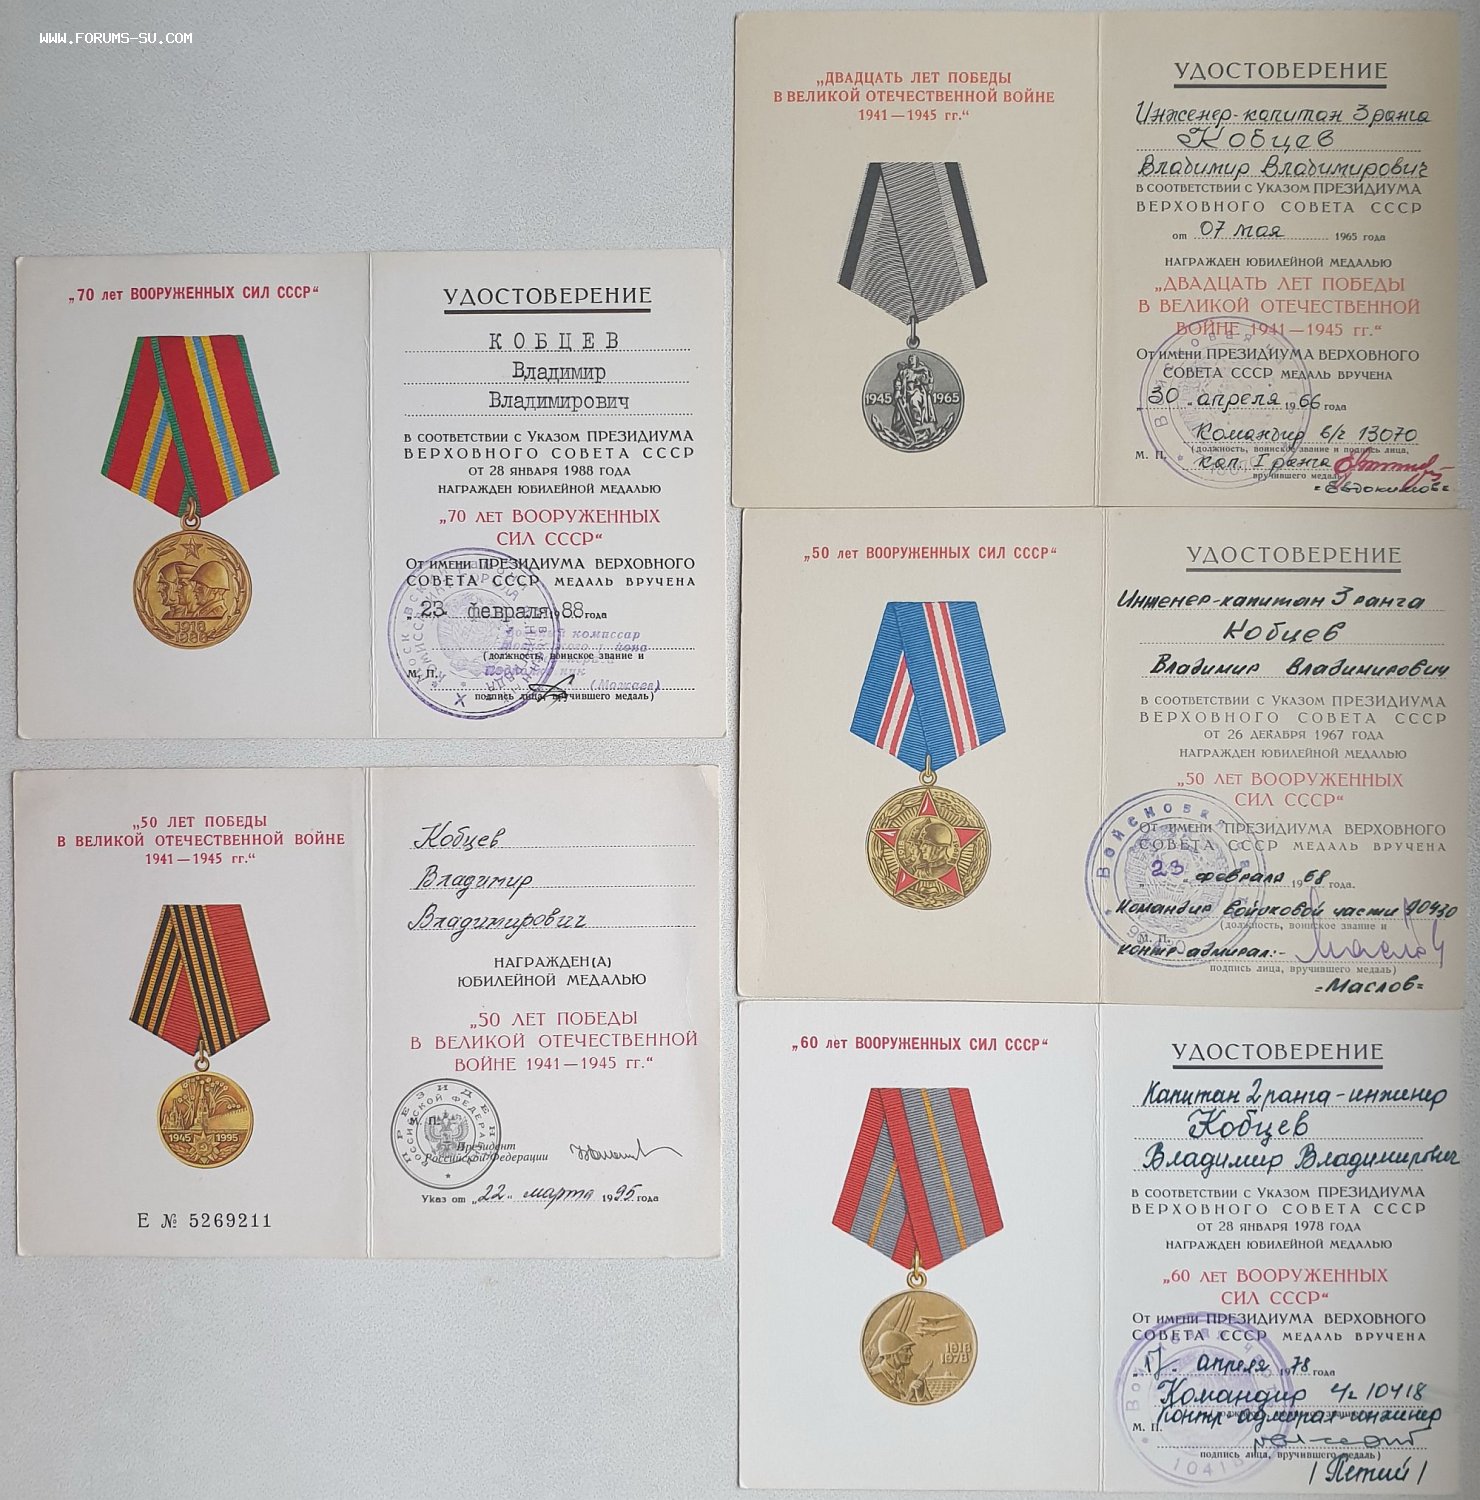 WWW.FORUMS-SU.COM
„ДВАДЦАТЬ ЛЕТ ПОБЕДЫ
В ВЕЛИКОЙ ОТЕЧЕСТВЕННОЙ ВОЙНЕ
1941—1945 гг.“
1945 1965
УДОСТОВЕРЕНИЕ
Инженер-капитан 3 ранга
Кобцев
Владимир Владимирович
В СООТВЕТСТВИИ С УКАЗОМ ПРЕЗИДИУМА
ВЕРХОВНОГО СОВЕТА СССР
от 07 мая 1965 года
НАГРАЖДЕН ЮБИЛЕЙНОЙ МЕДАЛЬЮ
„ДВАДЦАТЬ ЛЕТ ПОБЕДЫ
В ВЕЛИКОЙ ОТЕЧЕСТВЕННОЙ
ВОЙНЕ 1941—1945 гг.“
ОТ ИМЕНИ ПРЕЗИДИУМА ВЕРХОВНОГО
СОВЕТА СССР МЕДАЛЬ ВРУЧЕНА
„30„ апреля 1966 года
Командир в/ч 13070
(должность, воинское звание и подпись лица,
М. П. Кап. I ранга
вручившего медаль)
=Евдокимов=
„70 лет ВООРУЖЕННЫХ СИЛ СССР“
1918
1988
УДОСТОВЕРЕНИЕ
КОБЦЕВ
Владимир
Владимирович
В СООТВЕТСТВИИ С УКАЗОМ ПРЕЗИДИУМА
ВЕРХОВНОГО СОВЕТА СССР
ОТ 28 ЯНВАРЯ 1988 ГОДА
НАГРАЖДЕН ЮБИЛЕЙНОЙ МЕДАЛЬЮ
„70 ЛЕТ ВООРУЖЕННЫХ
СИЛ СССР“
ОТ ИМЕНИ ПРЕЗИДИУМА ВЕРХОВНОГО
СОВЕТА СССР МЕДАЛЬ ВРУЧЕНА
„23 февраля 1988 года
комиссар
(должность, воинское звание и
М. П. (Можаев)
подпись лица, вручившего медаль)
„50 лет ВООРУЖЕННЫХ СИЛ СССР“
УДОСТОВЕРЕНИЕ
Инженер-капитан 3 ранга
Кобцев
Владимир Владимирович
В СООТВЕТСТВИИ С УКАЗОМ ПРЕЗИДИУМА
ВЕРХОВНОГО СОВЕТА СССР
ОТ 26 ДЕКАБРЯ 1967 ГОДА
НАГРАЖДЕН ЮБИЛЕЙНОЙ МЕДАЛЬЮ
„50 ЛЕТ ВООРУЖЕННЫХ
СИЛ СССР“
ОТ ИМЕНИ ПРЕЗИДИУМА ВЕРХОВНОГО
СОВЕТА СССР МЕДАЛЬ ВРУЧЕНА
„23„ февраля 1968 года.
Командир войсковой части
(должность, воинское звание и
М. П.
контр адмирал:-
подпись лица, вручившего медаль)
=Маслов=
„50 ЛЕТ ПОБЕДЫ
В ВЕЛИКОЙ ОТЕЧЕСТВЕННОЙ ВОЙНЕ
1941—1945 гг.“
1945 1995
Е № 5269211
Кобцев
Владимир
Владимирович
НАГРАЖДЕН(А)
ЮБИЛЕЙНОЙ МЕДАЛЬЮ
„50 ЛЕТ ПОБЕДЫ
В ВЕЛИКОЙ ОТЕЧЕСТВЕННОЙ
ВОЙНЕ 1941—1945 гг.“
М. П.
Президент
Российской Федерации
Указ от „22„ марта 1995 года
„60 лет ВООРУЖЕННЫХ СИЛ СССР“
1918
1978
УДОСТОВЕРЕНИЕ
Капитан 2 ранга-инженер
Кобцев
Владимир Владимирович
В СООТВЕТСТВИИ С УКАЗОМ ПРЕЗИДИУМА
ВЕРХОВНОГО СОВЕТА СССР
ОТ 28 ЯНВАРЯ 1978 ГОДА
НАГРАЖДЕН ЮБИЛЕЙНОЙ МЕДАЛЬЮ
„60 ЛЕТ ВООРУЖЕННЫХ
СИЛ СССР“
ОТ ИМЕНИ ПРЕЗИДИУМА ВЕРХОВНОГО
СОВЕТА СССР МЕДАЛЬ ВРУЧЕНА
„17„ апреля 1978 года
Командир ч/ 10418
контр-адмирал-инженер
М. П.
подпись лица, вручившего медаль)
10418